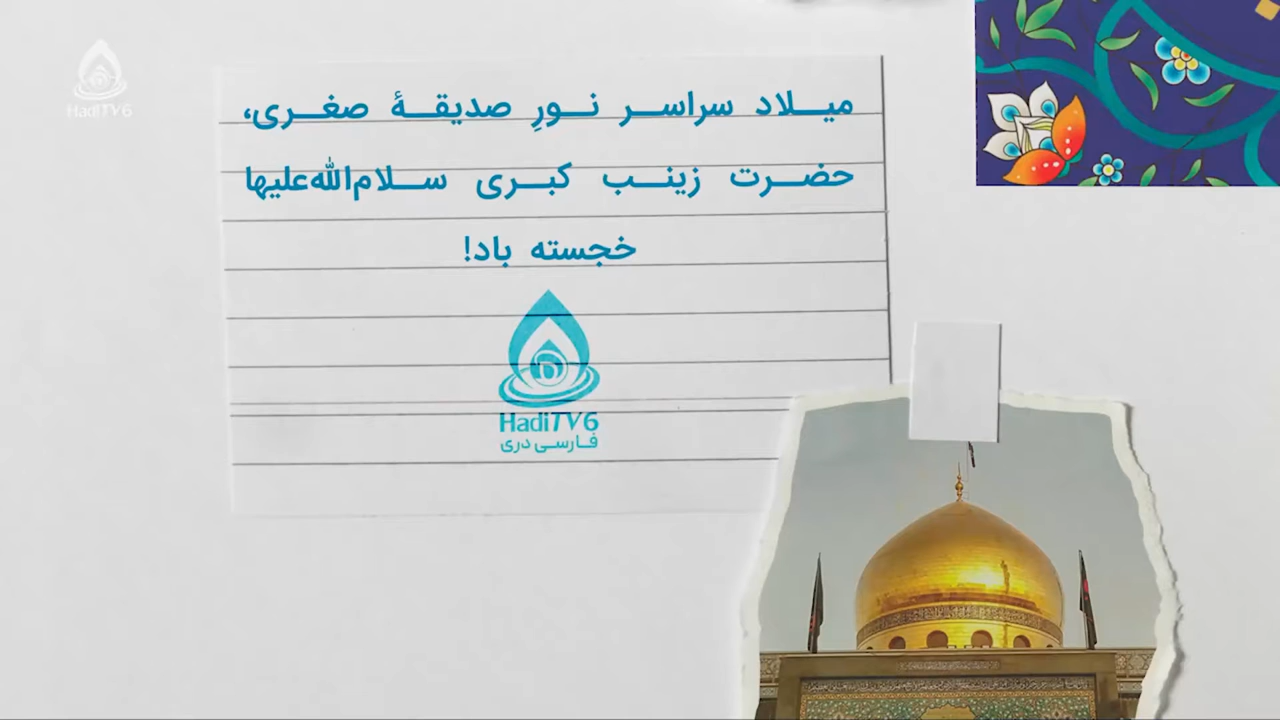 HadiTV6
میلاد سراسر نورِ صدیقهٔ صغری،
حضرت زینب کبری سلام‌الله‌علیها
خجسته باد!
HadiTV6
فارسی دری